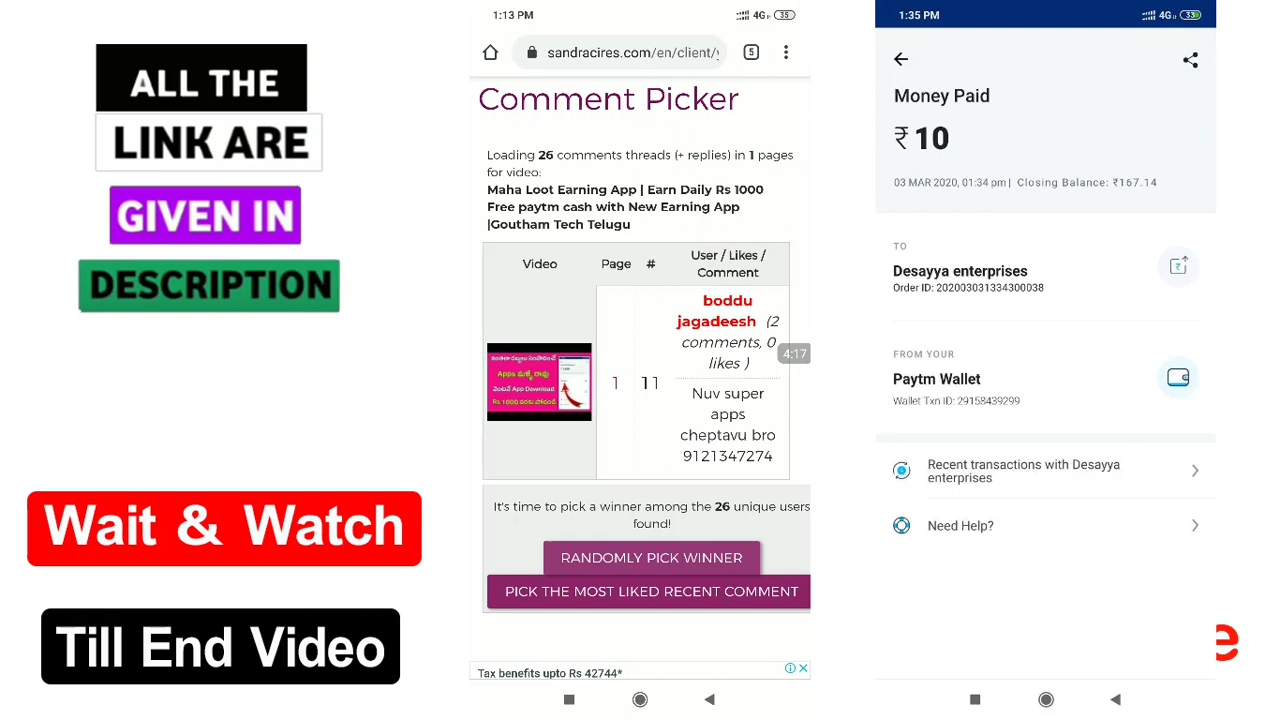 ALL THE
LINK ARE
GIVEN IN
DESCRIPTION
Wait & Watch
Till End Video
1:13 PM
4G
35
sandracires.com/en/client/y
5
Comment Picker
Loading 26 comments threads (+ replies) in 1 pages
for video:
Maha Loot Earning App | Earn Daily Rs 1000
Free paytm cash with New Earning App
|Goutham Tech Telugu
Video Page # User / Likes /
Comment
boddu
jagadeesh (2
comments, 0
likes )
4:17
Apps మళ్ళీ రావు
వెంటనే App Download
1 11
Nuv super
apps
cheptavu bro
9121347274
It's time to pick a winner among the 26 unique users
found!
RANDOMLY PICK WINNER
PICK THE MOST LIKED RECENT COMMENT
Tax benefits upto Rs 42744*
1:35 PM
4G
33
Money Paid
₹ 10
03 MAR 2020, 01:34 pm | Closing Balance: ₹167.14
TO
Desayya enterprises
Order ID: 202003031334300038
FROM YOUR
Paytm Wallet
Wallet Txn ID: 29158439299
Recent transactions with Desayya
enterprises
Need Help?
e